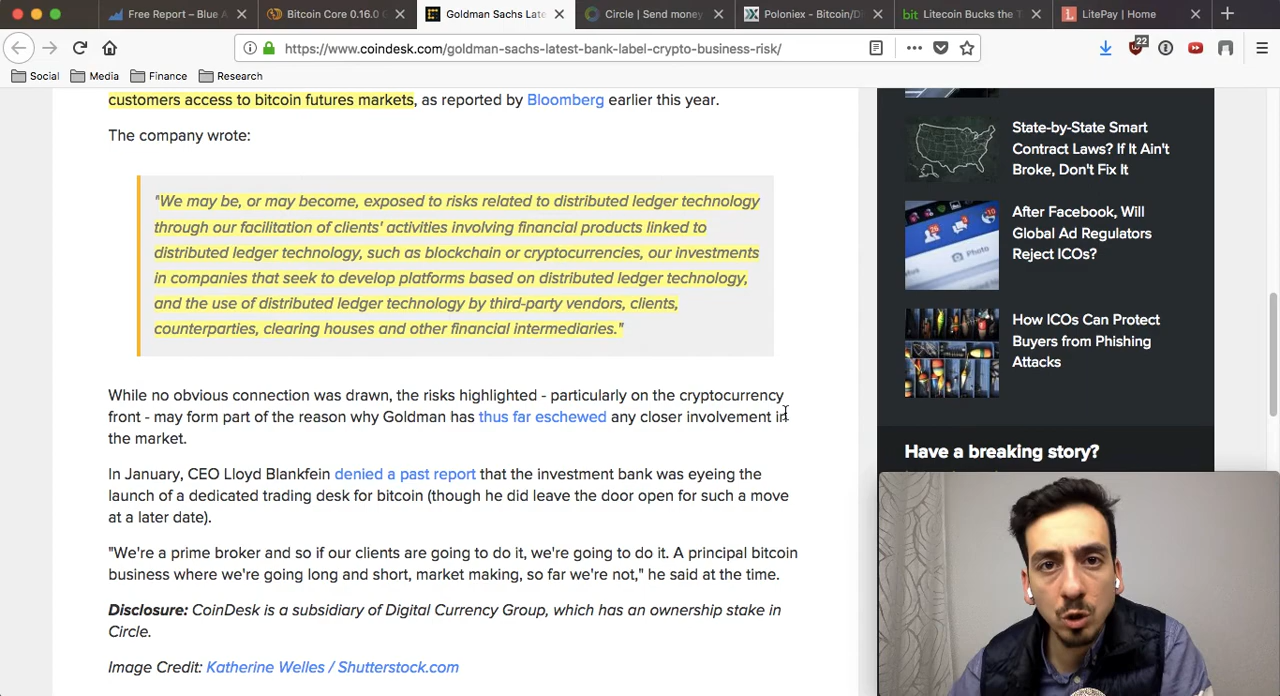 Free Report – Blue A
Bitcoin Core 0.16.0
Goldman Sachs Late
Circle | Send money
Poloniex - Bitcoin/Di
Litecoin Bucks the T
LitePay | Home
https://www.coindesk.com/goldman-sachs-latest-bank-label-crypto-business-risk/
22
Social
Media
Finance
Research
customers access to bitcoin futures markets, as reported by Bloomberg earlier this year.
The company wrote:
"We may be, or may become, exposed to risks related to distributed ledger technology
through our facilitation of clients' activities involving financial products linked to
distributed ledger technology, such as blockchain or cryptocurrencies, our investments
in companies that seek to develop platforms based on distributed ledger technology,
and the use of distributed ledger technology by third-party vendors, clients,
counterparties, clearing houses and other financial intermediaries."
While no obvious connection was drawn, the risks highlighted - particularly on the cryptocurrency
front - may form part of the reason why Goldman has thus far eschewed any closer involvement in
the market.
In January, CEO Lloyd Blankfein denied a past report that the investment bank was eyeing the
launch of a dedicated trading desk for bitcoin (though he did leave the door open for such a move
at a later date).
"We're a prime broker and so if our clients are going to do it, we're going to do it. A principal bitcoin
business where we're going long and short, market making, so far we're not," he said at the time.
Disclosure: CoinDesk is a subsidiary of Digital Currency Group, which has an ownership stake in
Circle.
Image Credit: Katherine Welles / Shutterstock.com
State-by-State Smart
Contract Laws? If It Ain't
Broke, Don't Fix It
After Facebook, Will
Global Ad Regulators
Reject ICOs?
How ICOs Can Protect
Buyers from Phishing
Attacks
Have a breaking story?